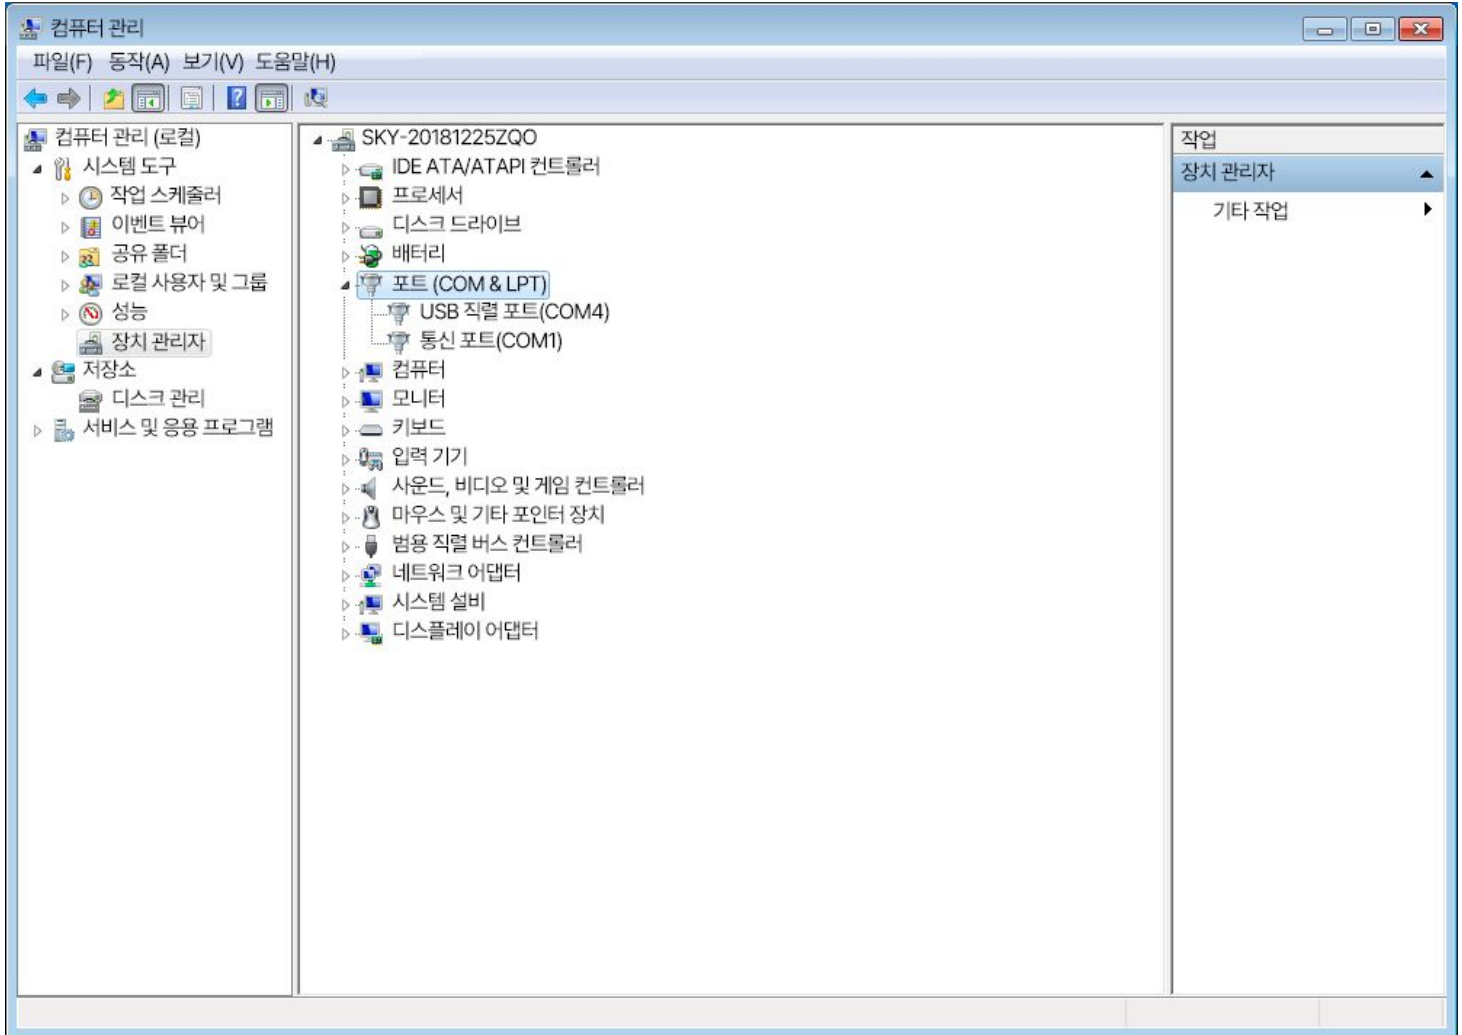 컴퓨터 관리
파일(F) 동작(A) 보기(V) 도움말(H)
컴퓨터 관리 (로컬)
시스템 도구
작업 스케줄러
이벤트 뷰어
공유 폴더
로컬 사용자 및 그룹
성능
장치 관리자
저장소
디스크 관리
서비스 및 응용 프로그램
SKY-20181225ZQO
IDE ATA/ATAPI 컨트롤러
프로세서
디스크 드라이브
배터리
포트 (COM & LPT)
USB 직렬 포트(COM4)
통신 포트(COM1)
컴퓨터
모니터
키보드
입력 기기
사운드, 비디오 및 게임 컨트롤러
마우스 및 기타 포인터 장치
범용 직렬 버스 컨트롤러
네트워크 어댑터
시스템 설비
디스플레이 어댑터
작업
장치 관리자
기타 작업